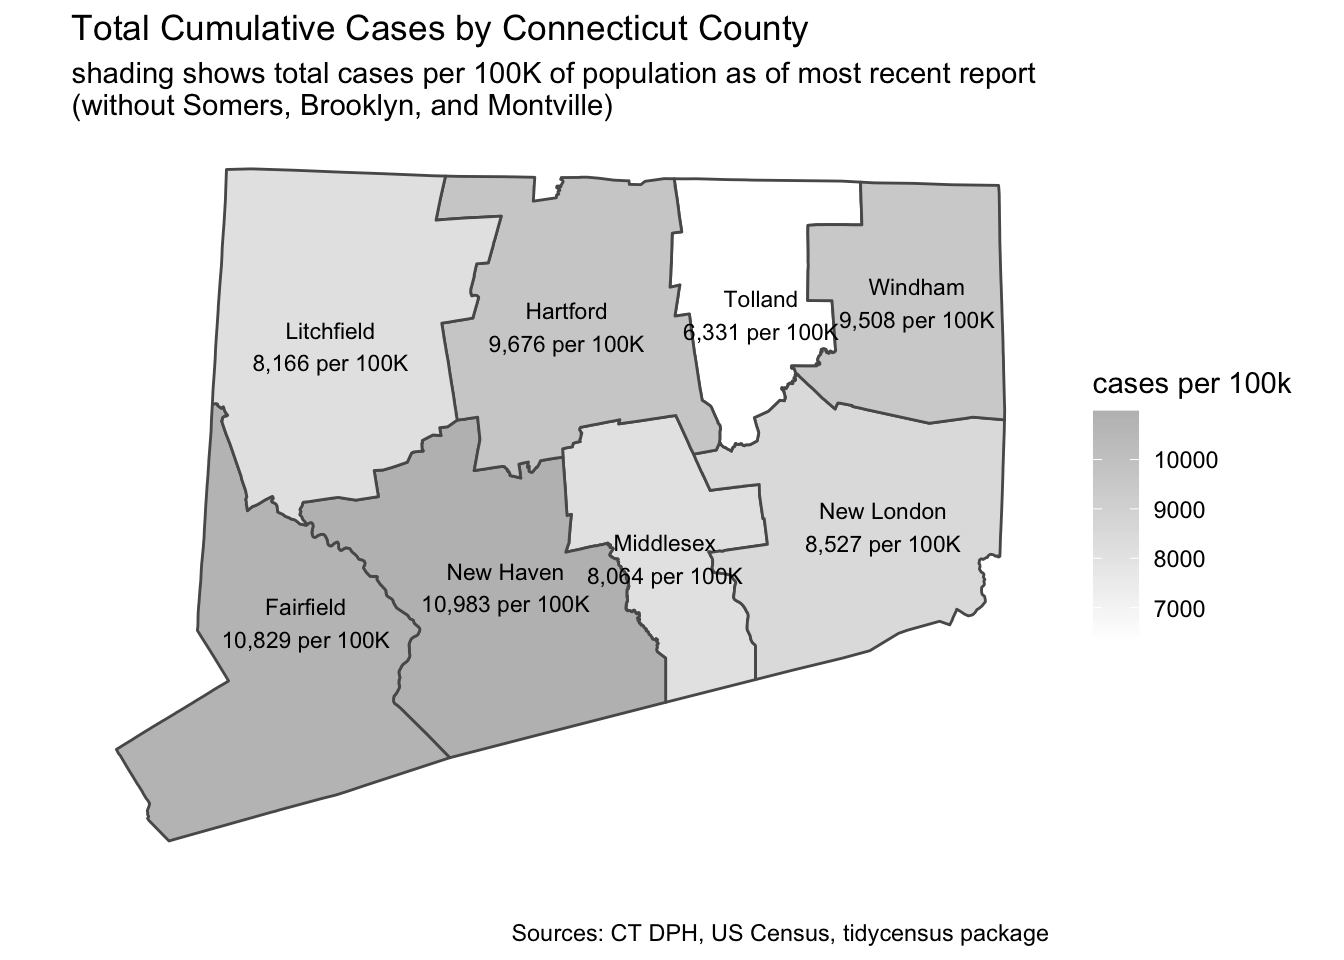 Total Cumulative Cases by Connecticut County
shading shows total cases per 100K of population as of most recent report
(without Somers, Brooklyn, and Montville)
Litchfield
8,166 per 100K
Hartford
9,676 per 100K
Tolland
6,331 per 100K
Windham
9,508 per 100K
New London
8,527 per 100K
Middlesex
8,064 per 100K
New Haven
10,983 per 100K
Fairfield
10,829 per 100K
cases per 100k
10000
9000
8000
7000
Sources: CT DPH, US Census, tidycensus package